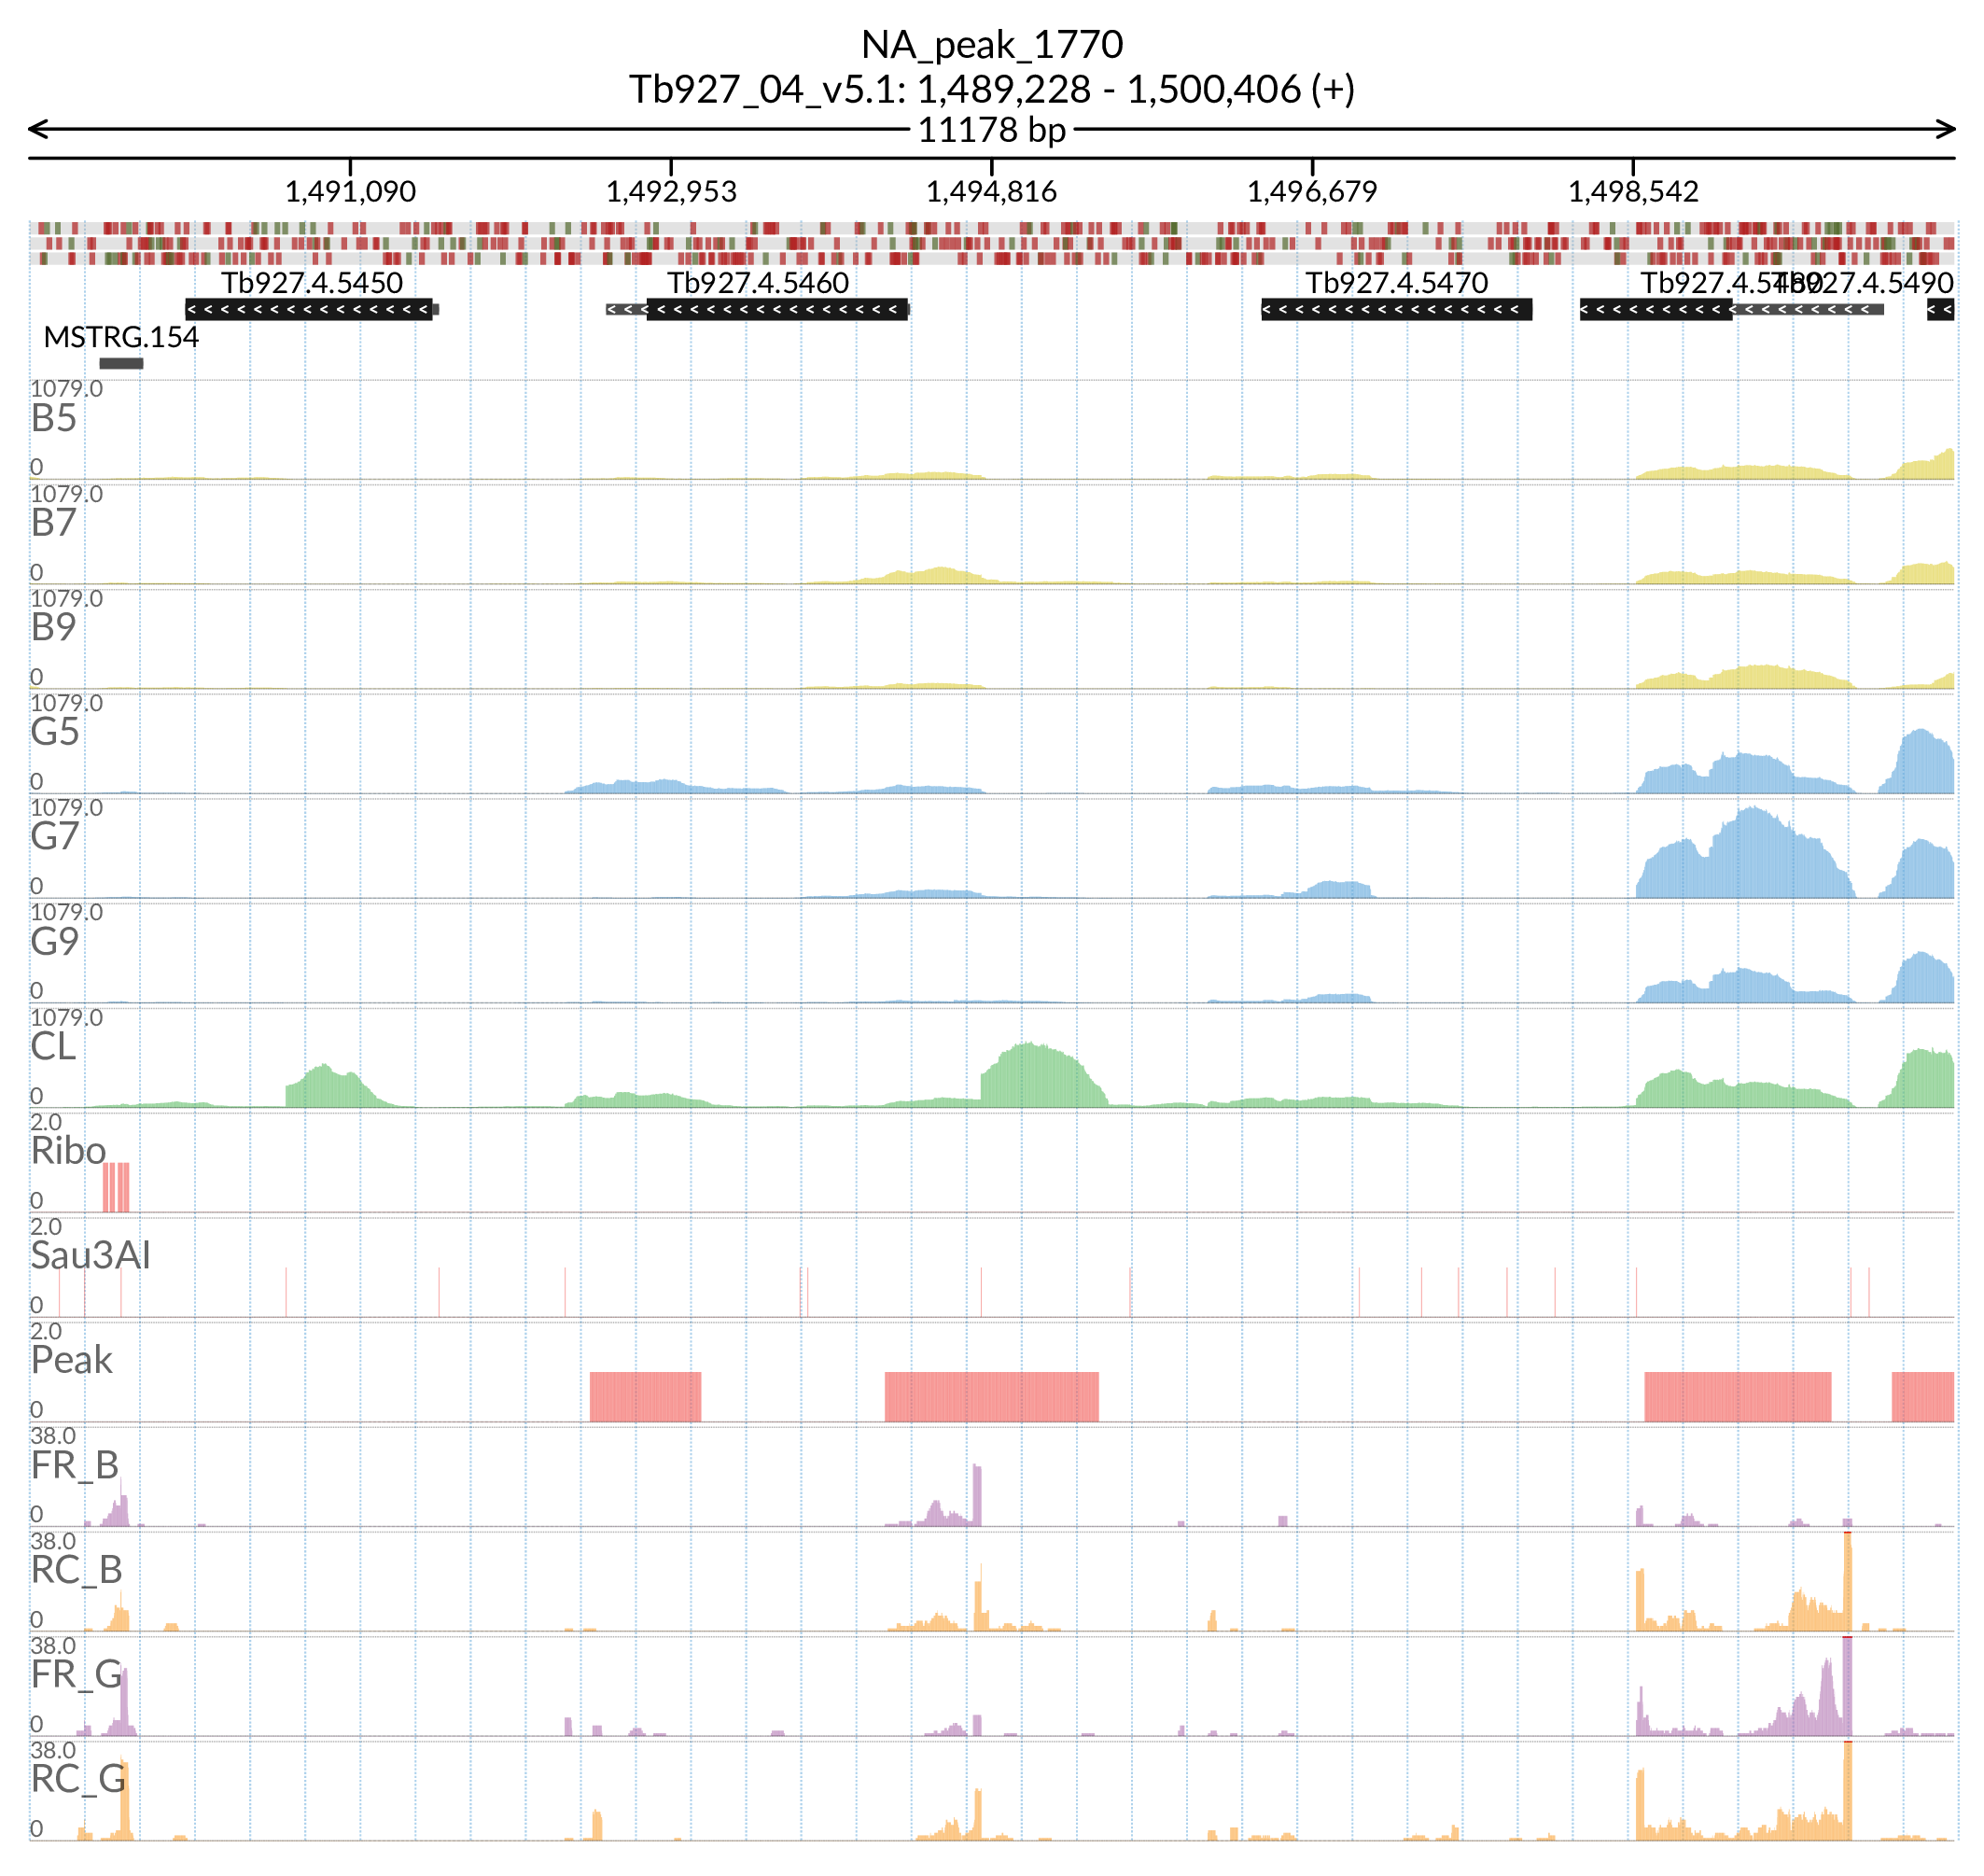 NA_peak_1770
Tb927_04_v5.1: 1,489,228 - 1,500,406 (+)
11178 bp
1,491,090 1,492,953 1,494,816 1,496,679 1,498,542
Tb927.4.5450 Tb927.4.5460 Tb927.4.5470 Tb927.4.5480 Tb927.4.5490
MSTRG.154
1079.0
B5
0
1079.0
B7
0
1079.0
B9
0
1079.0
G5
0
1079.0
G7
0
1079.0
G9
0
1079.0
CL
0
2.0
Ribo
0
2.0
Sau3AI
0
2.0
Peak
0
38.0
FR_B
0
38.0
RC_B
0
38.0
FR_G
0
38.0
RC_G
0